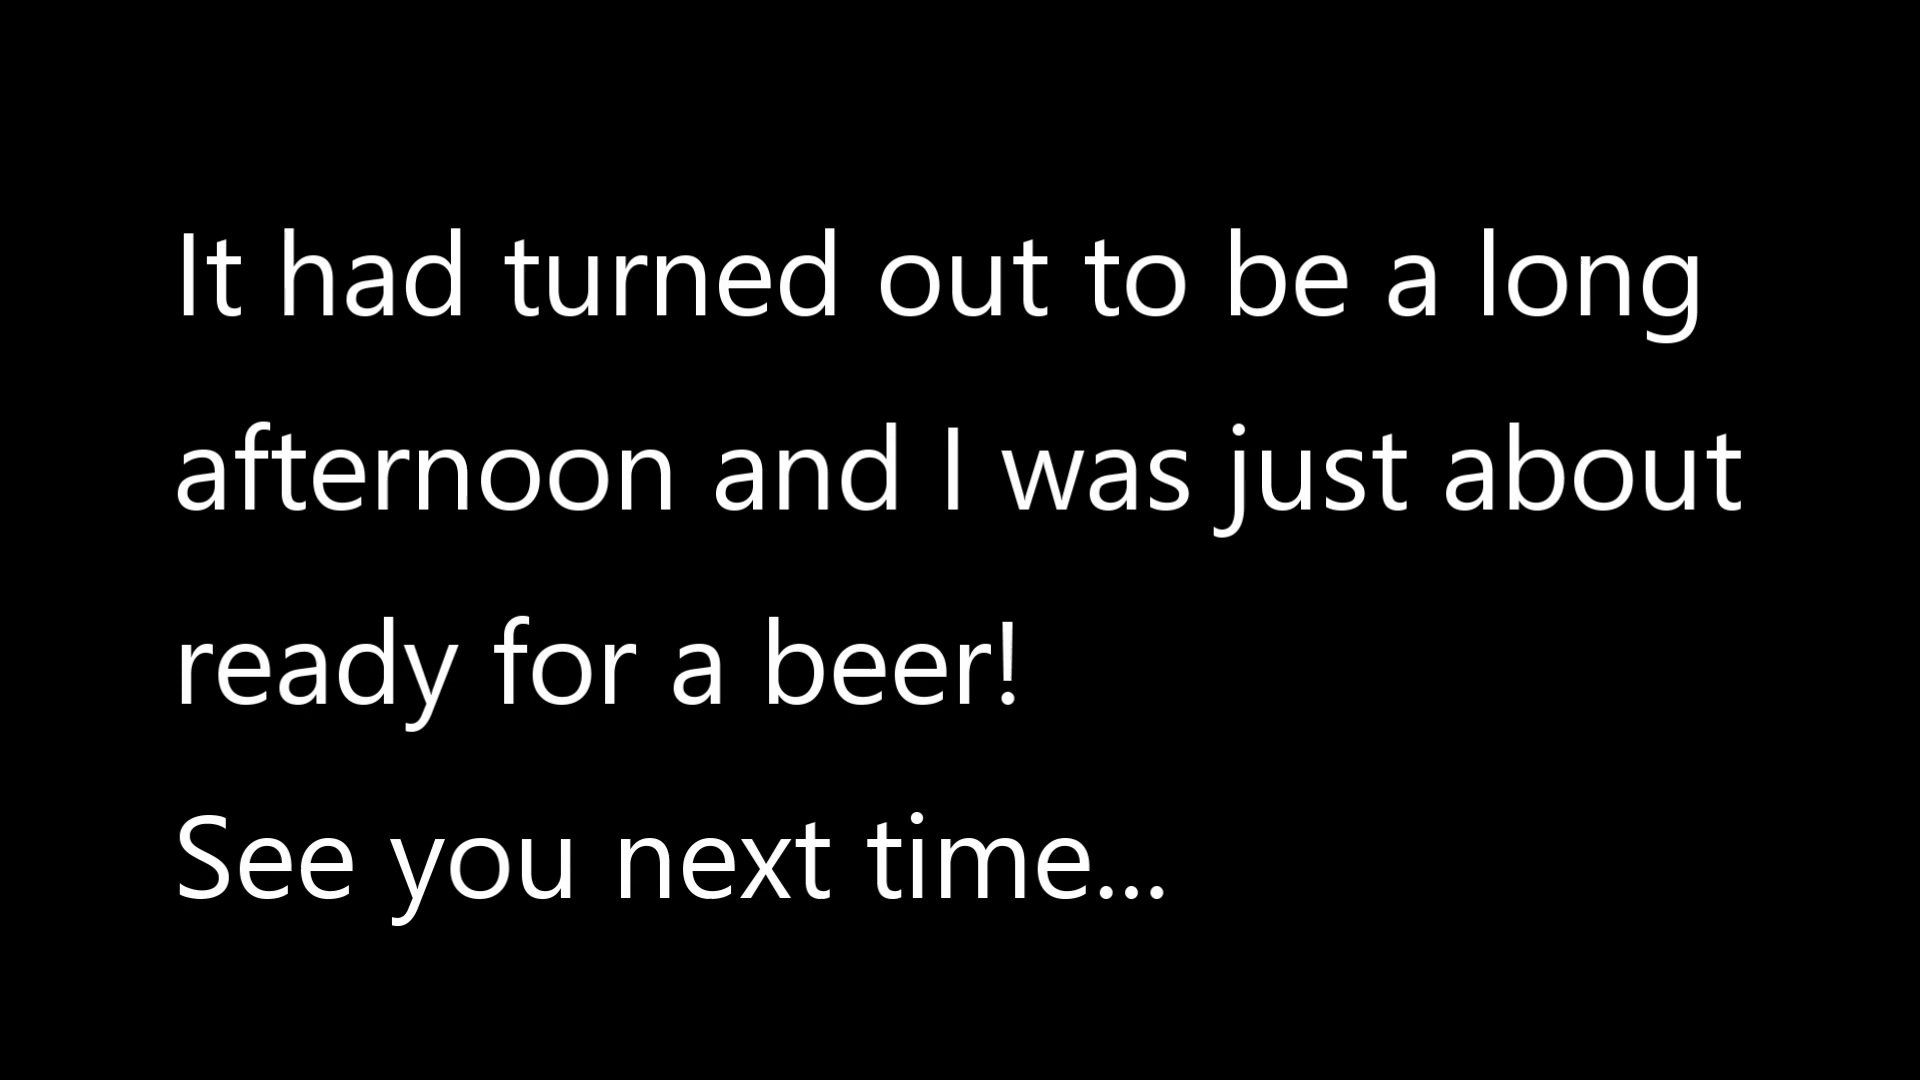 It had turned out to be a long
afternoon and I was just about
ready for a beer!
See you next time...